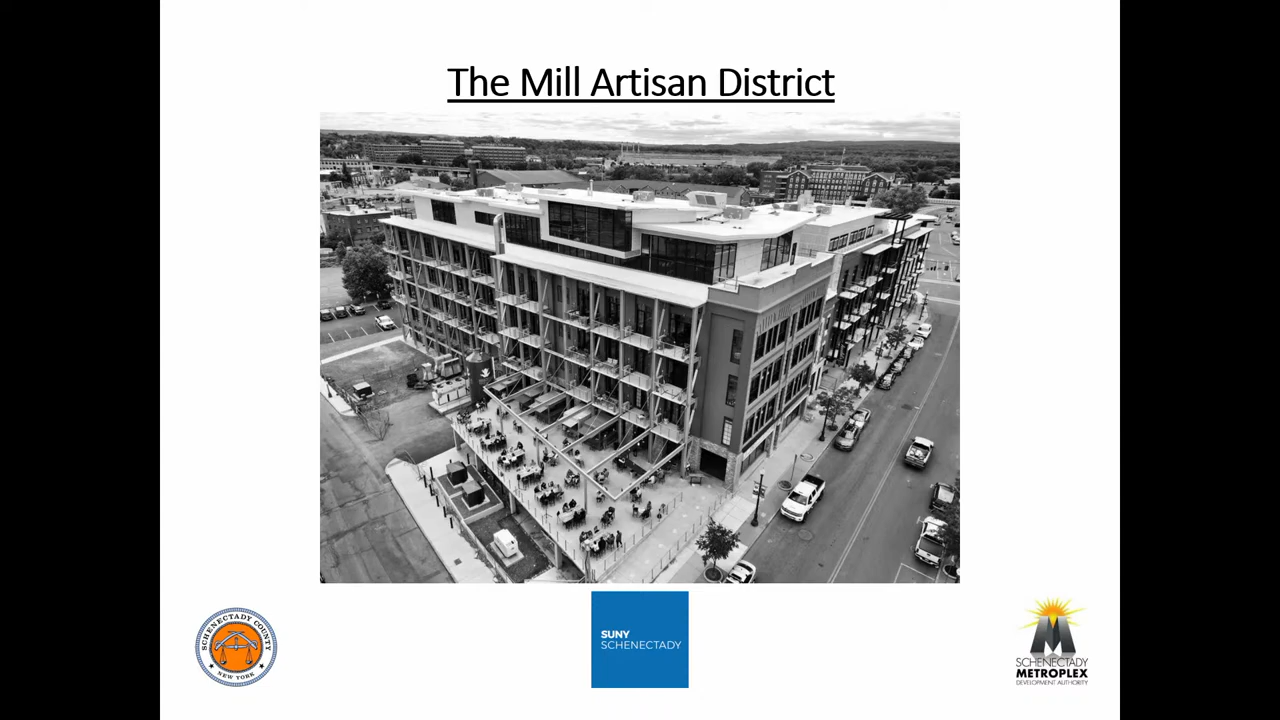 The Mill Artisan District
SCHENECTADY COUNTY
NEW YORK
SUNY
SCHENECTADY
SCHENECTADY
METROPLEX
DEVELOPMENT AUTHORITY